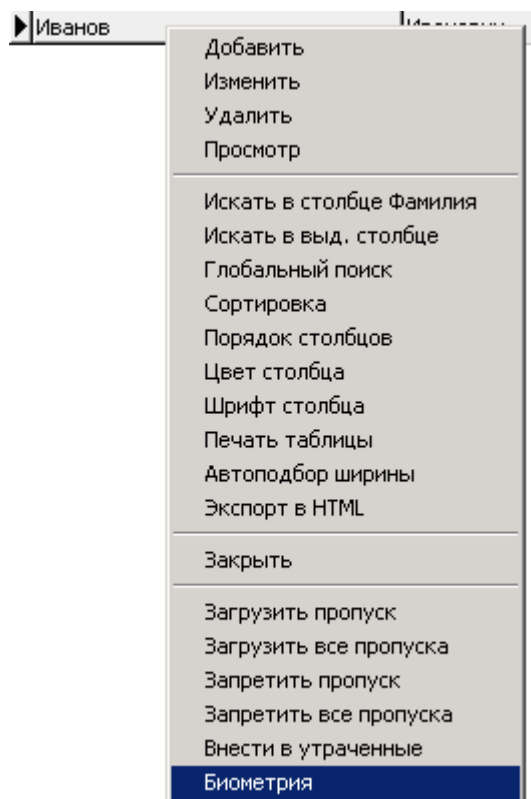 Иванов
Добавить
Изменить
Удалить
Просмотр
Искать в столбце Фамилия
Искать в выд. столбце
Глобальный поиск
Сортировка
Порядок столбцов
Цвет столбца
Шрифт столбца
Печать таблицы
Автоподбор ширины
Экспорт в HTML
Закрыть
Загрузить пропуск
Загрузить все пропуска
Запретить пропуск
Запретить все пропуска
Внести в утраченные
Биометрия